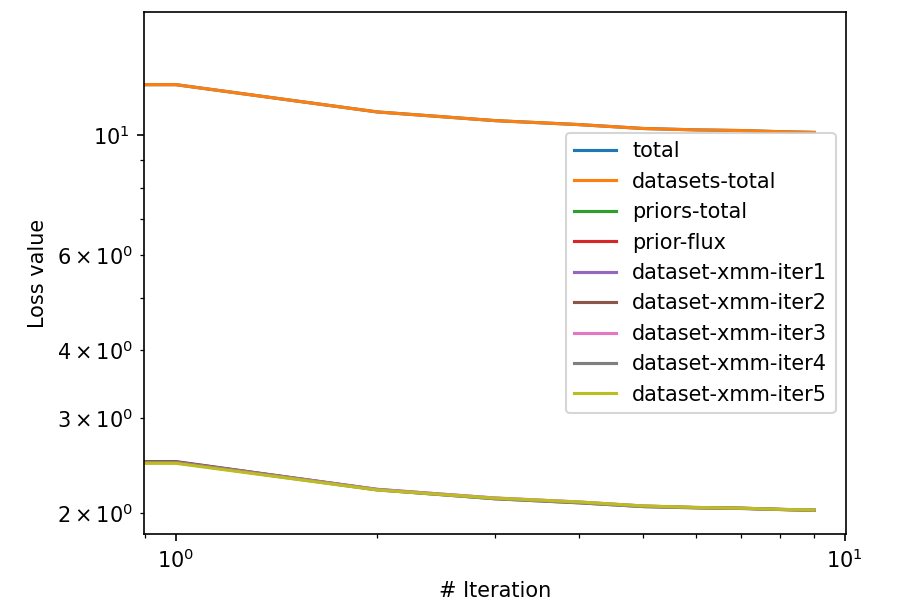 Loss value
10¹
6 × 10⁰
4 × 10⁰
3 × 10⁰
2 × 10⁰
total
datasets-total
priors-total
prior-flux
dataset-xmm-iter1
dataset-xmm-iter2
dataset-xmm-iter3
dataset-xmm-iter4
dataset-xmm-iter5
10⁰
10¹
# Iteration